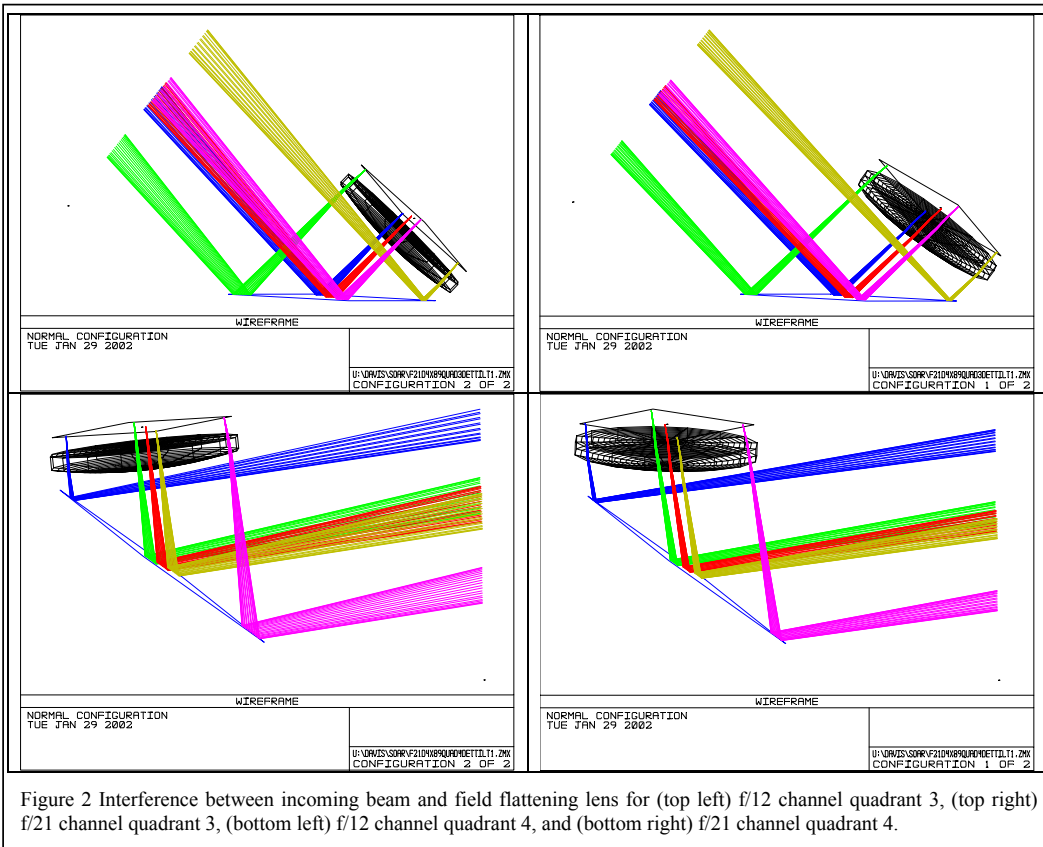 WIREFRAME
NORMAL CONFIGURATION
TUE JAN 29 2002
U:\DAVIS\SOAR\F21D4X89QUAD3DETTILT1.ZMX
CONFIGURATION 2 OF 2
WIREFRAME
NORMAL CONFIGURATION
TUE JAN 29 2002
U:\DAVIS\SOAR\F21D4X89QUAD3DETTILT1.ZMX
CONFIGURATION 1 OF 2
WIREFRAME
NORMAL CONFIGURATION
TUE JAN 29 2002
U:\DAVIS\SOAR\F21D4X89QUAD4DETTILT1.ZMX
CONFIGURATION 2 OF 2
WIREFRAME
NORMAL CONFIGURATION
TUE JAN 29 2002
U:\DAVIS\SOAR\F21D4X89QUAD4DETTILT1.ZMX
CONFIGURATION 1 OF 2
Figure 2 Interference between incoming beam and field flattening lens for (top left) f/12 channel quadrant 3, (top right)
f/21 channel quadrant 3, (bottom left) f/12 channel quadrant 4, and (bottom right) f/21 channel quadrant 4.